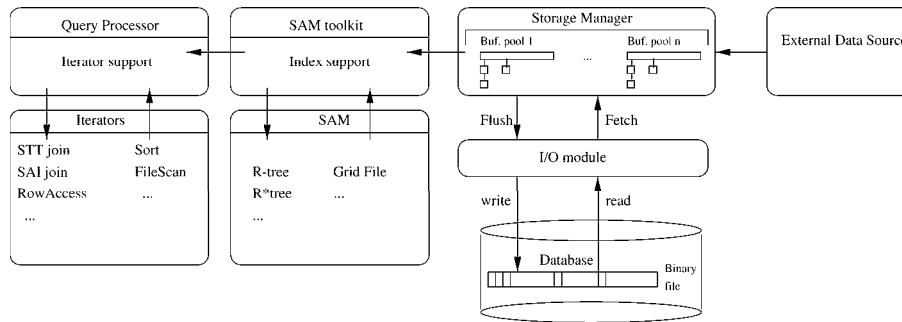 Query Processor
Iterator support
Iterators
STT join
Sort
SAI join
FileScan
RowAccess
...
...
SAM toolkit
Index support
SAM
R-tree
Grid File
R*tree
...
...
Storage Manager
Buf. pool 1
...
Buf. pool n
Flush
Fetch
I/O module
write
read
Database
Binary
file
External Data Source